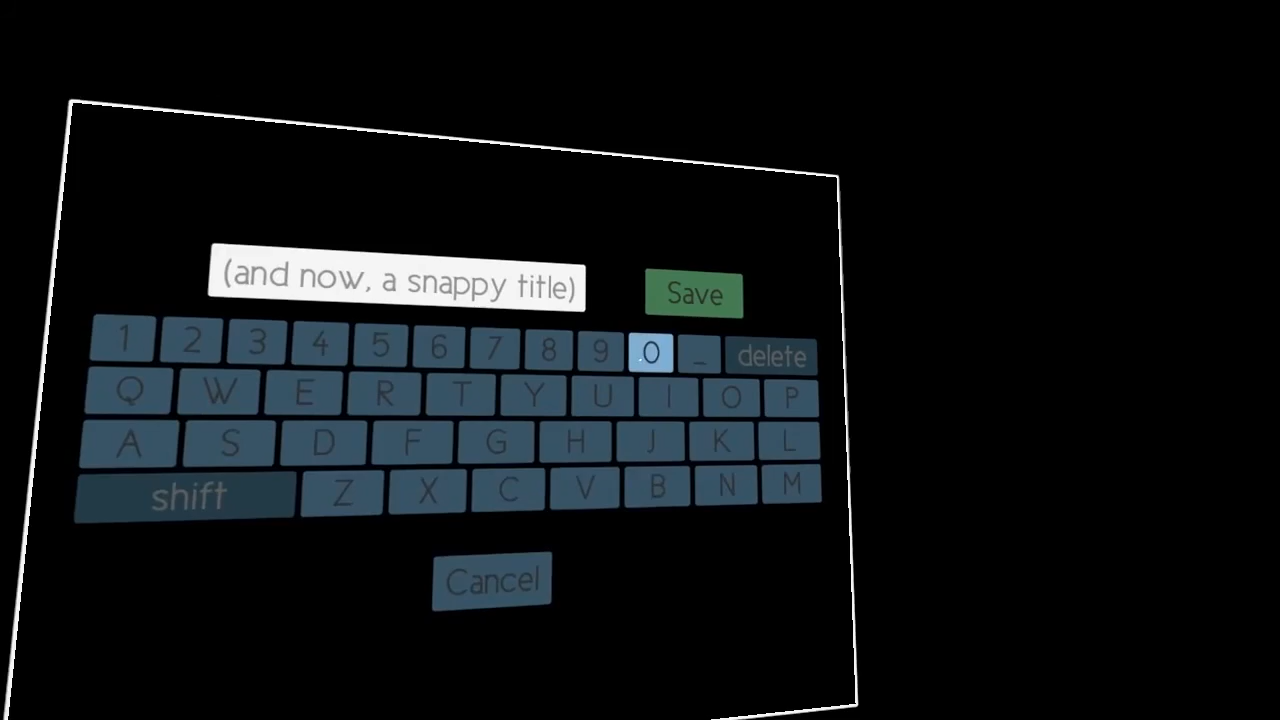 (and now, a snappy title)
Save
1 2 3 4 5 6 7 8 9 0 _ delete
Q W E R T Y U I O P
A S D F G H J K L
shift Z X C V B N M
Cancel